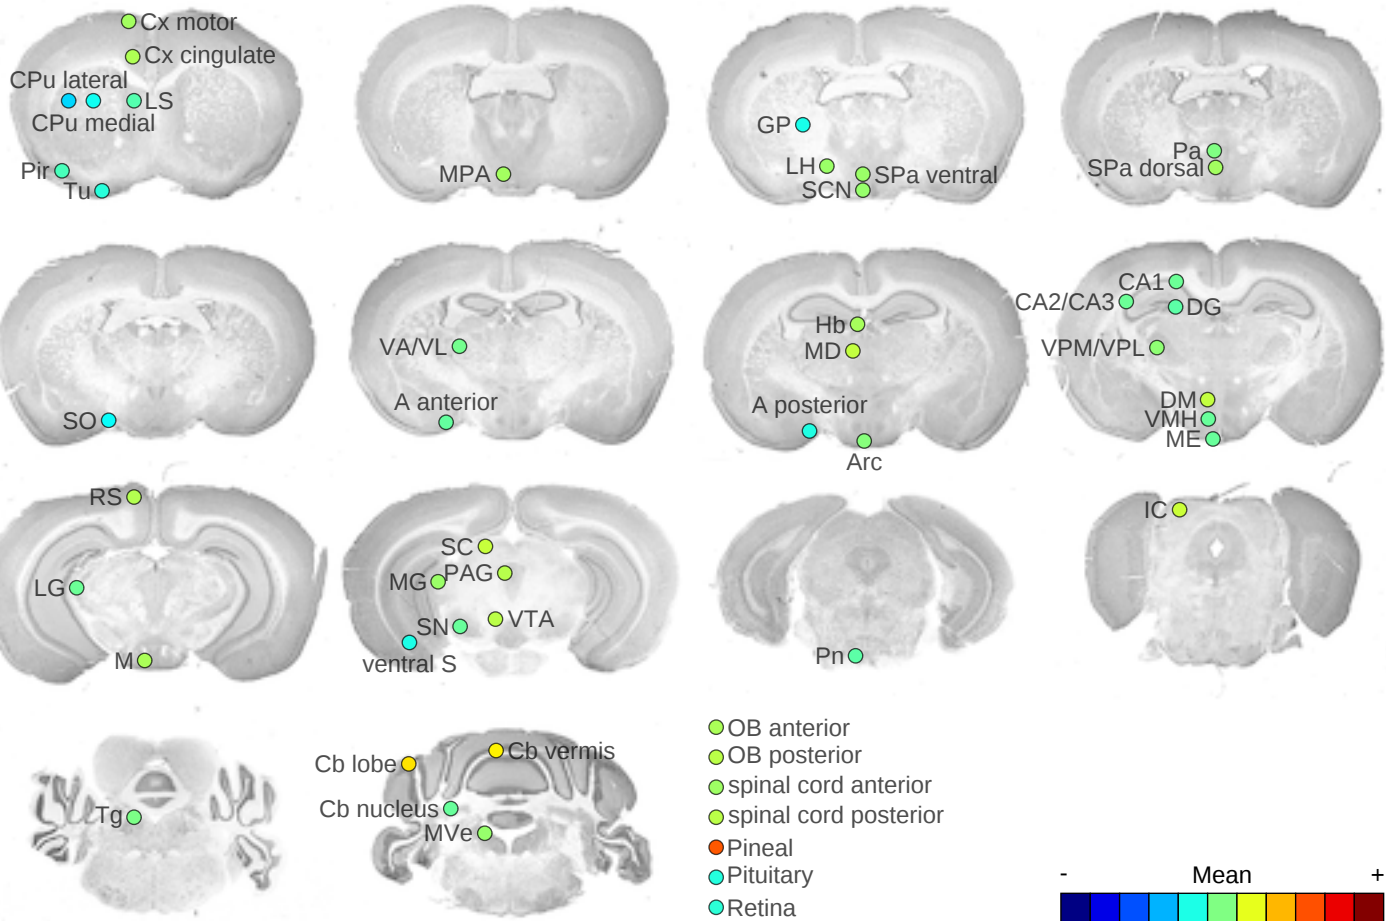 Cx motor
Cx cingulate
CPu lateral
LS
CPu medial
Pir
Tu
MPA
GP
LH
SPa ventral
SCN
Pa
SPa dorsal
SO
VA/VL
A anterior
Hb
MD
A posterior
Arc
CA1
CA2/CA3
DG
VPM/VPL
DM
VMH
ME
RS
LG
M
SC
PAG
MG
VTA
SN
ventral S
Pn
IC
Tg
Cb lobe
Cb vermis
Cb nucleus
MVe
OB anterior
OB posterior
spinal cord anterior
spinal cord posterior
Pineal
Pituitary
Retina
- Mean +